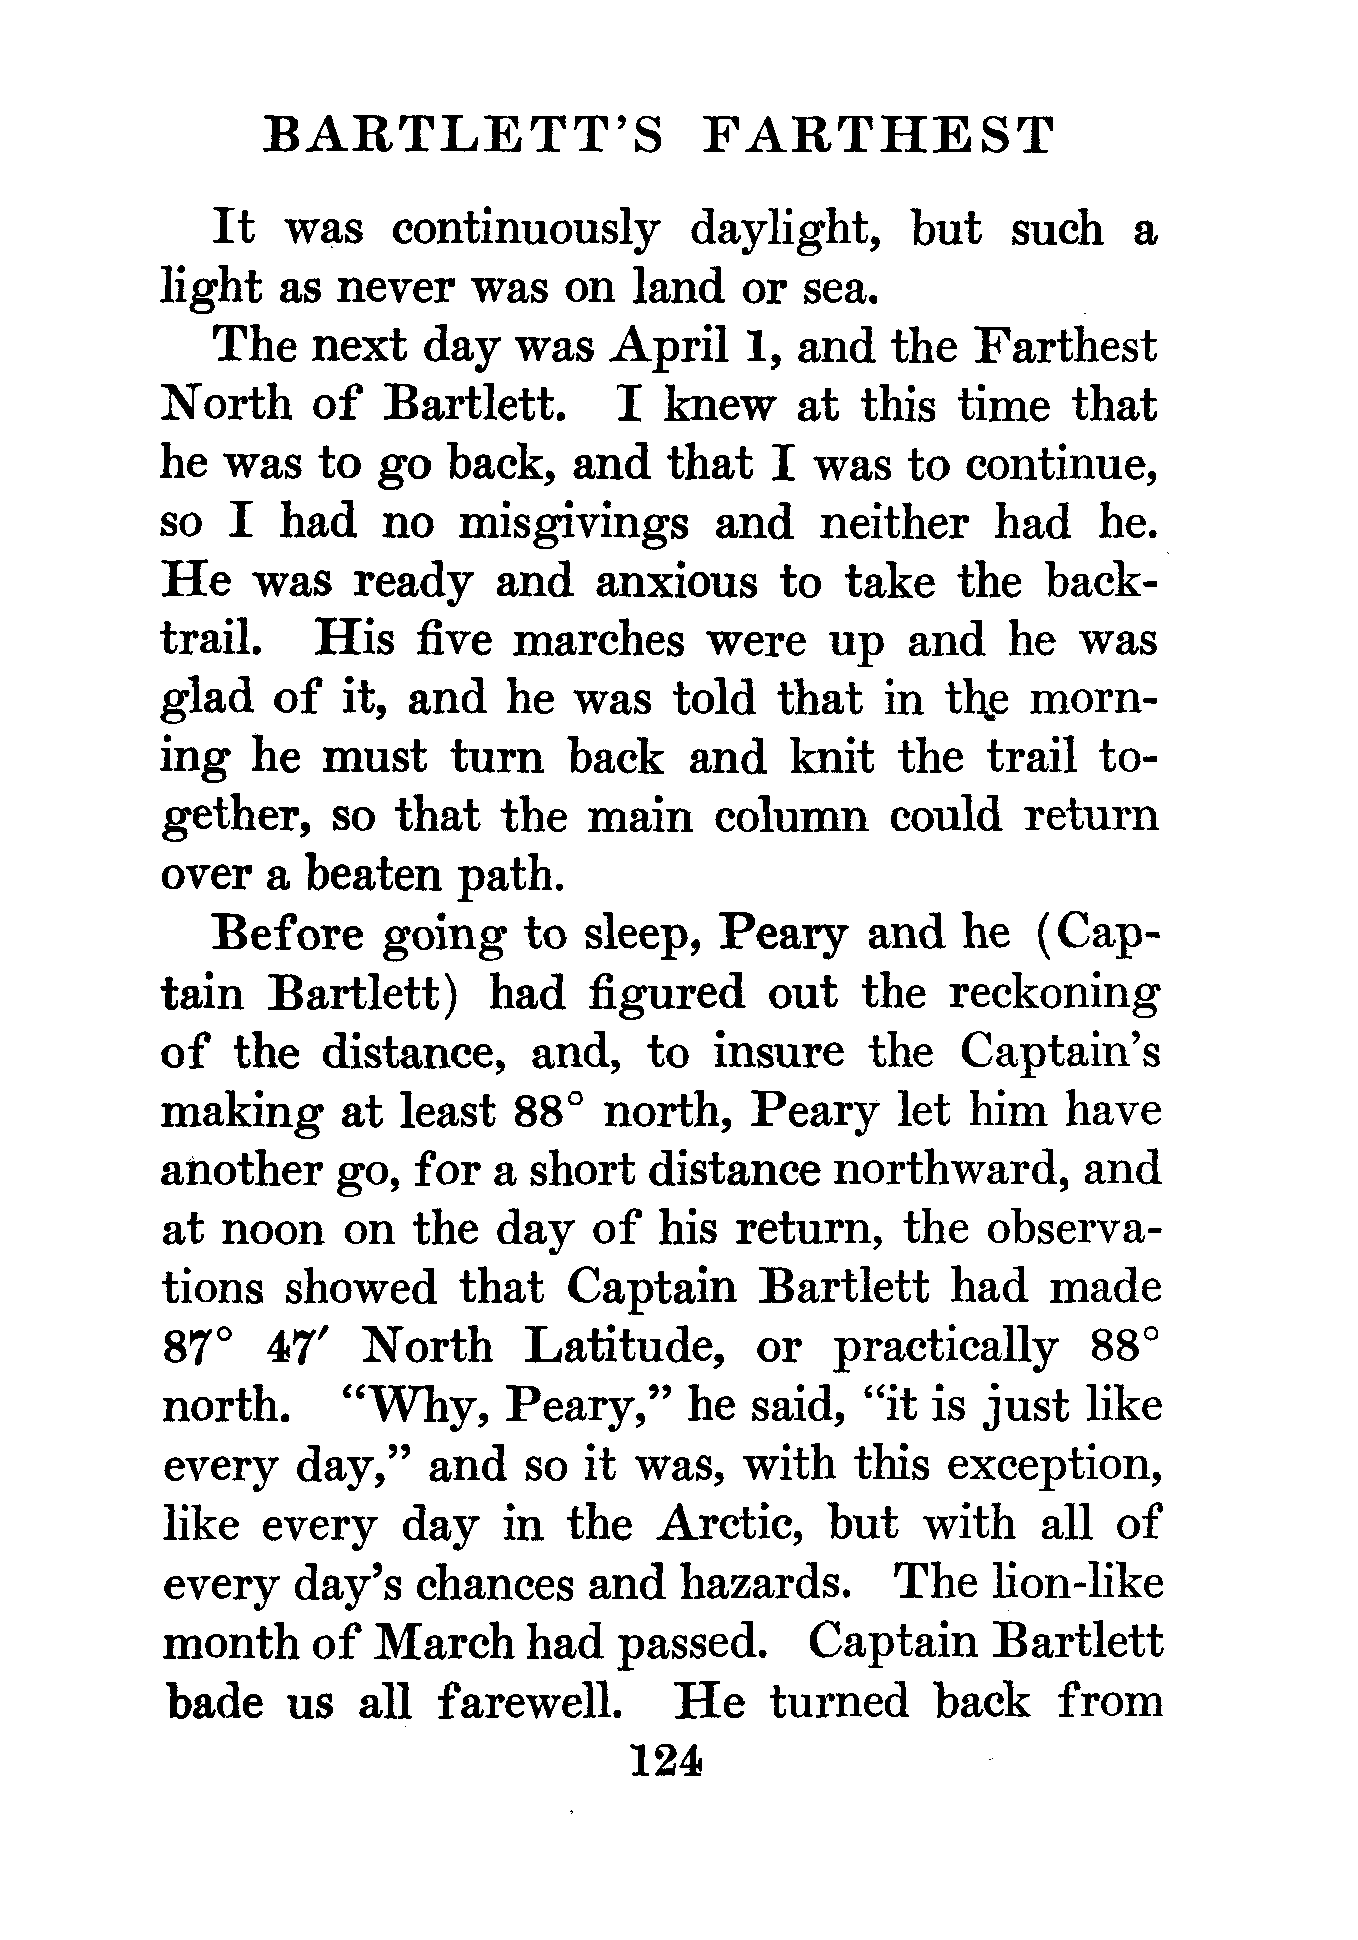 BARTLETT'S FARTHEST
It was continuously daylight, but such a
light as never was on land or sea.
The next day was April 1, and the Farthest
North of Bartlett. I knew at this time that
he was to go back, and that I was to continue,
so I had no misgivings and neither had he.
He was ready and anxious to take the back-
trail. His five marches were up and he was
glad of it, and he was told that in the morn-
ing he must turn back and knit the trail to-
gether, so that the main column could return
over a beaten path.
Before going to sleep, Peary and he (Cap-
tain Bartlett) had figured out the reckoning
of the distance, and, to insure the Captain's
making at least 88° north, Peary let him have
another go, for a short distance northward, and
at noon on the day of his return, the observa-
tions showed that Captain Bartlett had made
87° 47′ North Latitude, or practically 88°
north. “Why, Peary,” he said, “it is just like
every day,” and so it was, with this exception,
like every day in the Arctic, but with all of
every day's chances and hazards. The lion-like
month of March had passed. Captain Bartlett
bade us all farewell. He turned back from
124